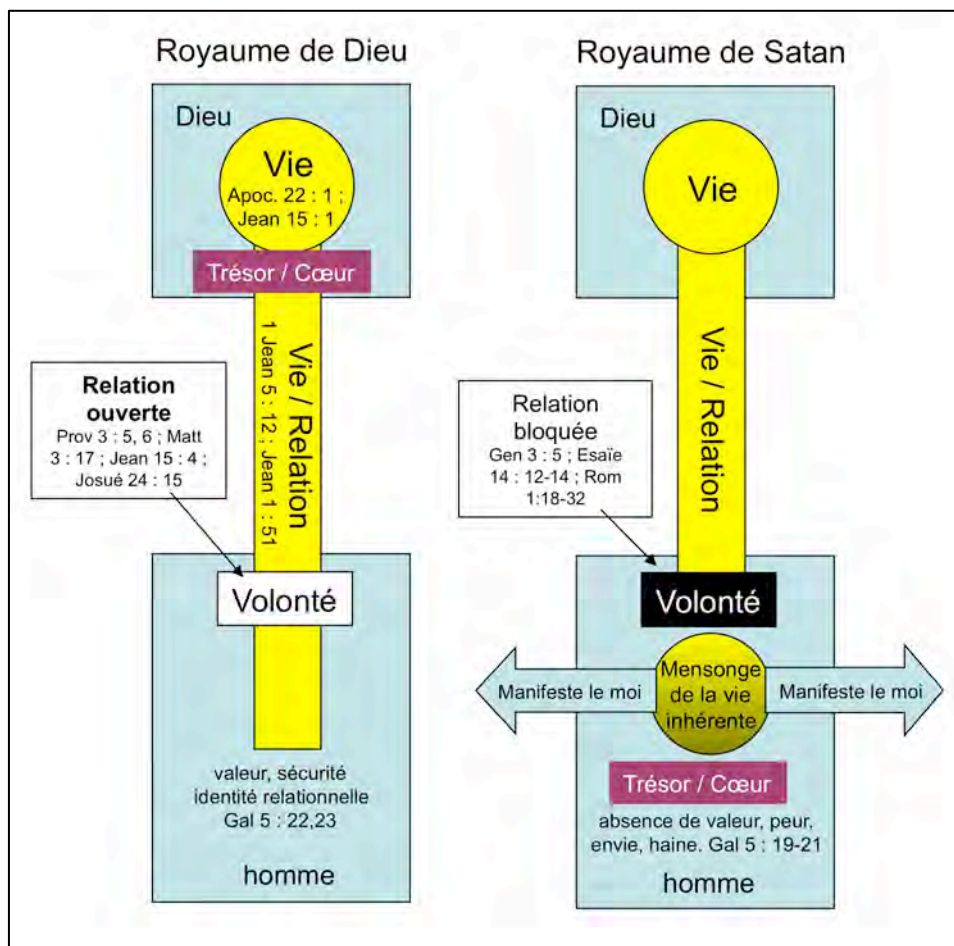 Royaume de Dieu
Dieu
Vie
Apoc. 22 : 1 ;
Jean 15 : 1
Trésor / Cœur
Vie / Relation
1 Jean 5 : 12 ; Jean 1 : 51
Relation
ouverte
Prov 3 : 5, 6 ; Matt
3 : 17 ; Jean 15 : 4 ;
Josué 24 : 15
Volonté
valeur, sécurité
identité relationnelle
Gal 5 : 22,23
homme
Royaume de Satan
Dieu
Vie
Vie / Relation
Relation
bloquée
Gen 3 : 5 ; Esaïe
14 : 12-14 ; Rom
1:18-32
Volonté
Manifeste le moi
Mensonge
de la vie
inhérente
Manifeste le moi
Trésor / Cœur
absence de valeur, peur,
envie, haine. Gal 5 : 19-21
homme